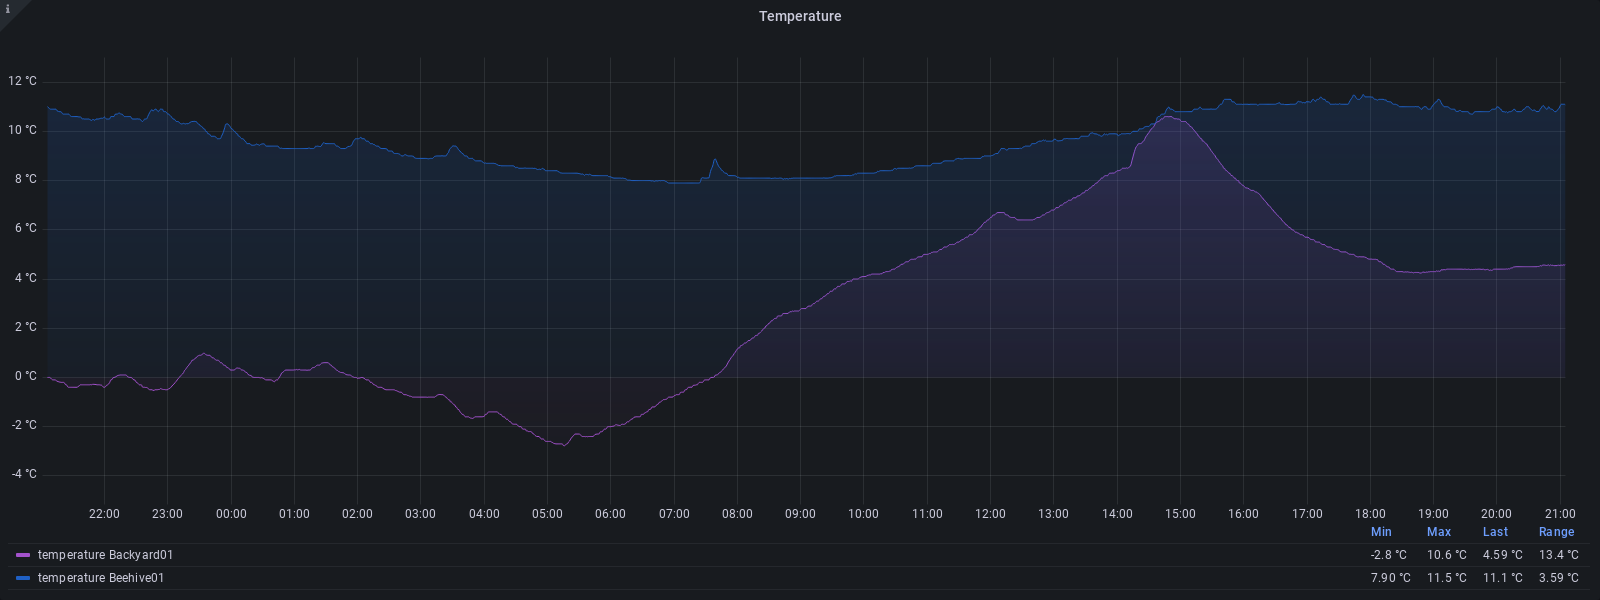 i
Temperature
12 °C
10 °C
8 °C
6 °C
4 °C
2 °C
0 °C
-2 °C
-4 °C
22:00 23:00 00:00 01:00 02:00 03:00 04:00 05:00 06:00 07:00 08:00 09:00 10:00 11:00 12:00 13:00 14:00 15:00 16:00 17:00 18:00 19:00 20:00 21:00
Min Max Last Range
temperature Backyard01 -2.8 °C 10.6 °C 4.59 °C 13.4 °C
temperature Beehive01 7.90 °C 11.5 °C 11.1 °C 3.59 °C